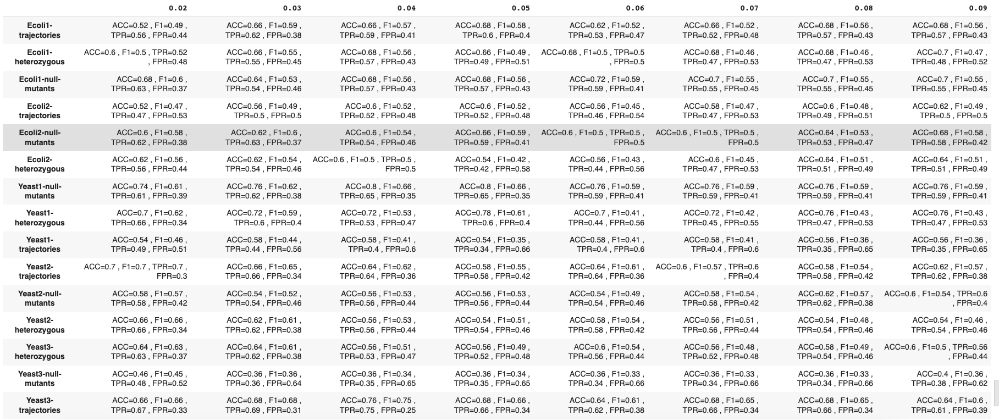 0.02 0.03 0.04 0.05 0.06 0.07 0.08 0.09
Ecoli1- ACC=0.52 , F1=0.49 , ACC=0.66 , F1=0.59 , ACC=0.66 , F1=0.57 , ACC=0.68 , F1=0.58 , ACC=0.62 , F1=0.52 , ACC=0.66 , F1=0.52 , ACC=0.68 , F1=0.56 , ACC=0.68 , F1=0.56 ,
trajectories TPR=0.56 , FPR=0.44 TPR=0.62 , FPR=0.38 TPR=0.59 , FPR=0.41 TPR=0.6 , FPR=0.4 TPR=0.53 , FPR=0.47 TPR=0.52 , FPR=0.48 TPR=0.57 , FPR=0.43 TPR=0.57 , FPR=0.43
Ecoli1- ACC=0.6 , F1=0.5 , TPR=0.52 ACC=0.66 , F1=0.55 , ACC=0.68 , F1=0.56 , ACC=0.66 , F1=0.49 , ACC=0.68 , F1=0.5 , TPR=0.5 ACC=0.68 , F1=0.46 , ACC=0.68 , F1=0.46 , ACC=0.7 , F1=0.47 ,
heterozygous , FPR=0.48 TPR=0.55 , FPR=0.45 TPR=0.57 , FPR=0.43 TPR=0.49 , FPR=0.51 , FPR=0.5 TPR=0.47 , FPR=0.53 TPR=0.47 , FPR=0.53 TPR=0.48 , FPR=0.52
Ecoli1-null- ACC=0.68 , F1=0.6 , ACC=0.64 , F1=0.53 , ACC=0.68 , F1=0.56 , ACC=0.68 , F1=0.56 , ACC=0.72 , F1=0.59 , ACC=0.7 , F1=0.55 , ACC=0.7 , F1=0.55 , ACC=0.7 , F1=0.55 ,
mutants TPR=0.63 , FPR=0.37 TPR=0.54 , FPR=0.46 TPR=0.57 , FPR=0.43 TPR=0.57 , FPR=0.43 TPR=0.59 , FPR=0.41 TPR=0.55 , FPR=0.45 TPR=0.55 , FPR=0.45 TPR=0.55 , FPR=0.45
Ecoli2- ACC=0.52 , F1=0.47 , ACC=0.56 , F1=0.49 , ACC=0.6 , F1=0.52 , ACC=0.6 , F1=0.52 , ACC=0.56 , F1=0.45 , ACC=0.58 , F1=0.47 , ACC=0.6 , F1=0.48 , ACC=0.62 , F1=0.49 ,
trajectories TPR=0.47 , FPR=0.53 TPR=0.5 , FPR=0.5 TPR=0.52 , FPR=0.48 TPR=0.52 , FPR=0.48 TPR=0.46 , FPR=0.54 TPR=0.47 , FPR=0.53 TPR=0.49 , FPR=0.51 TPR=0.5 , FPR=0.5
Ecoli2-null- ACC=0.6 , F1=0.58 , ACC=0.62 , F1=0.6 , ACC=0.6 , F1=0.54 , ACC=0.66 , F1=0.59 , ACC=0.6 , F1=0.5 , TPR=0.5 , ACC=0.6 , F1=0.5 , TPR=0.5 , ACC=0.64 , F1=0.53 , ACC=0.68 , F1=0.58 ,
mutants TPR=0.62 , FPR=0.38 TPR=0.63 , FPR=0.37 TPR=0.54 , FPR=0.46 TPR=0.59 , FPR=0.41 FPR=0.5 FPR=0.5 TPR=0.53 , FPR=0.47 TPR=0.58 , FPR=0.42
Ecoli2- ACC=0.62 , F1=0.56 , ACC=0.62 , F1=0.54 , ACC=0.6 , F1=0.5 , TPR=0.5 , ACC=0.54 , F1=0.42 , ACC=0.56 , F1=0.43 , ACC=0.6 , F1=0.45 , ACC=0.64 , F1=0.51 , ACC=0.64 , F1=0.51 ,
heterozygous TPR=0.56 , FPR=0.44 TPR=0.54 , FPR=0.46 FPR=0.5 TPR=0.42 , FPR=0.58 TPR=0.44 , FPR=0.56 TPR=0.47 , FPR=0.53 TPR=0.51 , FPR=0.49 TPR=0.51 , FPR=0.49
Yeast1-null- ACC=0.74 , F1=0.61 , ACC=0.76 , F1=0.62 , ACC=0.8 , F1=0.66 , ACC=0.8 , F1=0.66 , ACC=0.76 , F1=0.59 , ACC=0.76 , F1=0.59 , ACC=0.76 , F1=0.59 , ACC=0.76 , F1=0.59 ,
mutants TPR=0.61 , FPR=0.39 TPR=0.62 , FPR=0.38 TPR=0.65 , FPR=0.35 TPR=0.65 , FPR=0.35 TPR=0.59 , FPR=0.41 TPR=0.59 , FPR=0.41 TPR=0.59 , FPR=0.41 TPR=0.59 , FPR=0.41
Yeast1- ACC=0.7 , F1=0.62 , ACC=0.72 , F1=0.59 , ACC=0.72 , F1=0.53 , ACC=0.78 , F1=0.61 , ACC=0.7 , F1=0.41 , ACC=0.72 , F1=0.42 , ACC=0.76 , F1=0.43 , ACC=0.76 , F1=0.43 ,
heterozygous TPR=0.66 , FPR=0.34 TPR=0.6 , FPR=0.4 TPR=0.53 , FPR=0.47 TPR=0.6 , FPR=0.4 TPR=0.44 , FPR=0.56 TPR=0.45 , FPR=0.55 TPR=0.47 , FPR=0.53 TPR=0.47 , FPR=0.53
Yeast1- ACC=0.54 , F1=0.46 , ACC=0.58 , F1=0.44 , ACC=0.58 , F1=0.41 , ACC=0.54 , F1=0.35 , ACC=0.58 , F1=0.41 , ACC=0.58 , F1=0.41 , ACC=0.56 , F1=0.36 , ACC=0.56 , F1=0.36 ,
trajectories TPR=0.49 , FPR=0.51 TPR=0.44 , FPR=0.56 TPR=0.4 , FPR=0.6 TPR=0.34 , FPR=0.66 TPR=0.4 , FPR=0.6 TPR=0.4 , FPR=0.6 TPR=0.35 , FPR=0.65 TPR=0.35 , FPR=0.65
Yeast2- ACC=0.7 , F1=0.7 , TPR=0.7 , ACC=0.66 , F1=0.65 , ACC=0.64 , F1=0.62 , ACC=0.58 , F1=0.55 , ACC=0.64 , F1=0.61 , ACC=0.6 , F1=0.57 , TPR=0.6 ACC=0.58 , F1=0.54 , ACC=0.62 , F1=0.57 ,
trajectories FPR=0.3 TPR=0.66 , FPR=0.34 TPR=0.64 , FPR=0.36 TPR=0.58 , FPR=0.42 TPR=0.64 , FPR=0.36 , FPR=0.4 TPR=0.58 , FPR=0.42 TPR=0.62 , FPR=0.38
Yeast2-null- ACC=0.58 , F1=0.57 , ACC=0.54 , F1=0.52 , ACC=0.56 , F1=0.53 , ACC=0.56 , F1=0.53 , ACC=0.54 , F1=0.49 , ACC=0.58 , F1=0.54 , ACC=0.62 , F1=0.57 , ACC=0.6 , F1=0.54 , TPR=0.6
mutants TPR=0.58 , FPR=0.42 TPR=0.54 , FPR=0.46 TPR=0.56 , FPR=0.44 TPR=0.56 , FPR=0.44 TPR=0.54 , FPR=0.46 TPR=0.58 , FPR=0.42 TPR=0.62 , FPR=0.38 , FPR=0.4
Yeast2- ACC=0.66 , F1=0.66 , ACC=0.62 , F1=0.61 , ACC=0.56 , F1=0.53 , ACC=0.54 , F1=0.51 , ACC=0.58 , F1=0.54 , ACC=0.56 , F1=0.51 , ACC=0.54 , F1=0.48 , ACC=0.54 , F1=0.46 ,
heterozygous TPR=0.66 , FPR=0.34 TPR=0.62 , FPR=0.38 TPR=0.56 , FPR=0.44 TPR=0.54 , FPR=0.46 TPR=0.58 , FPR=0.42 TPR=0.56 , FPR=0.44 TPR=0.54 , FPR=0.46 TPR=0.54 , FPR=0.46
Yeast3- ACC=0.64 , F1=0.63 , ACC=0.64 , F1=0.61 , ACC=0.56 , F1=0.51 , ACC=0.56 , F1=0.49 , ACC=0.6 , F1=0.54 , ACC=0.56 , F1=0.48 , ACC=0.58 , F1=0.49 , ACC=0.6 , F1=0.5 , TPR=0.56
heterozygous TPR=0.63 , FPR=0.37 TPR=0.62 , FPR=0.38 TPR=0.53 , FPR=0.47 TPR=0.52 , FPR=0.48 TPR=0.56 , FPR=0.44 TPR=0.52 , FPR=0.48 TPR=0.54 , FPR=0.46 , FPR=0.44
Yeast3-null- ACC=0.46 , F1=0.45 , ACC=0.36 , F1=0.36 , ACC=0.36 , F1=0.34 , ACC=0.36 , F1=0.34 , ACC=0.36 , F1=0.33 , ACC=0.36 , F1=0.33 , ACC=0.36 , F1=0.33 , ACC=0.4 , F1=0.36 ,
mutants TPR=0.48 , FPR=0.52 TPR=0.36 , FPR=0.64 TPR=0.35 , FPR=0.65 TPR=0.35 , FPR=0.65 TPR=0.34 , FPR=0.66 TPR=0.34 , FPR=0.66 TPR=0.34 , FPR=0.66 TPR=0.38 , FPR=0.62
Yeast3- ACC=0.66 , F1=0.66 , ACC=0.68 , F1=0.68 , ACC=0.76 , F1=0.75 , ACC=0.68 , F1=0.66 , ACC=0.64 , F1=0.61 , ACC=0.68 , F1=0.65 , ACC=0.68 , F1=0.65 , ACC=0.64 , F1=0.6 ,
trajectories TPR=0.67 , FPR=0.33 TPR=0.69 , FPR=0.31 TPR=0.75 , FPR=0.25 TPR=0.66 , FPR=0.34 TPR=0.62 , FPR=0.38 TPR=0.66 , FPR=0.34 TPR=0.66 , FPR=0.34 TPR=0.61 , FPR=0.39